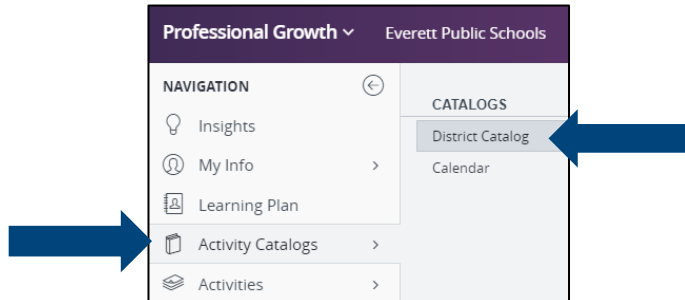 Professional Growth Everett Public Schools
NAVIGATION
Insights
My Info
Learning Plan
Activity Catalogs
Activities
CATALOGS
District Catalog
Calendar